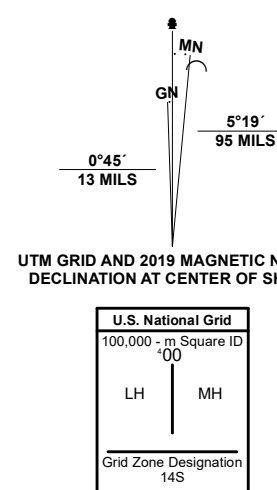 MN
GN
5°19´
95 MILS
0°45´
13 MILS
UTM GRID AND 2019 MAGNETIC
DECLINATION AT CENTER OF
U.S. National Grid
100,000 - m Square ID
⁴00
LH MH
Grid Zone Designation
14S